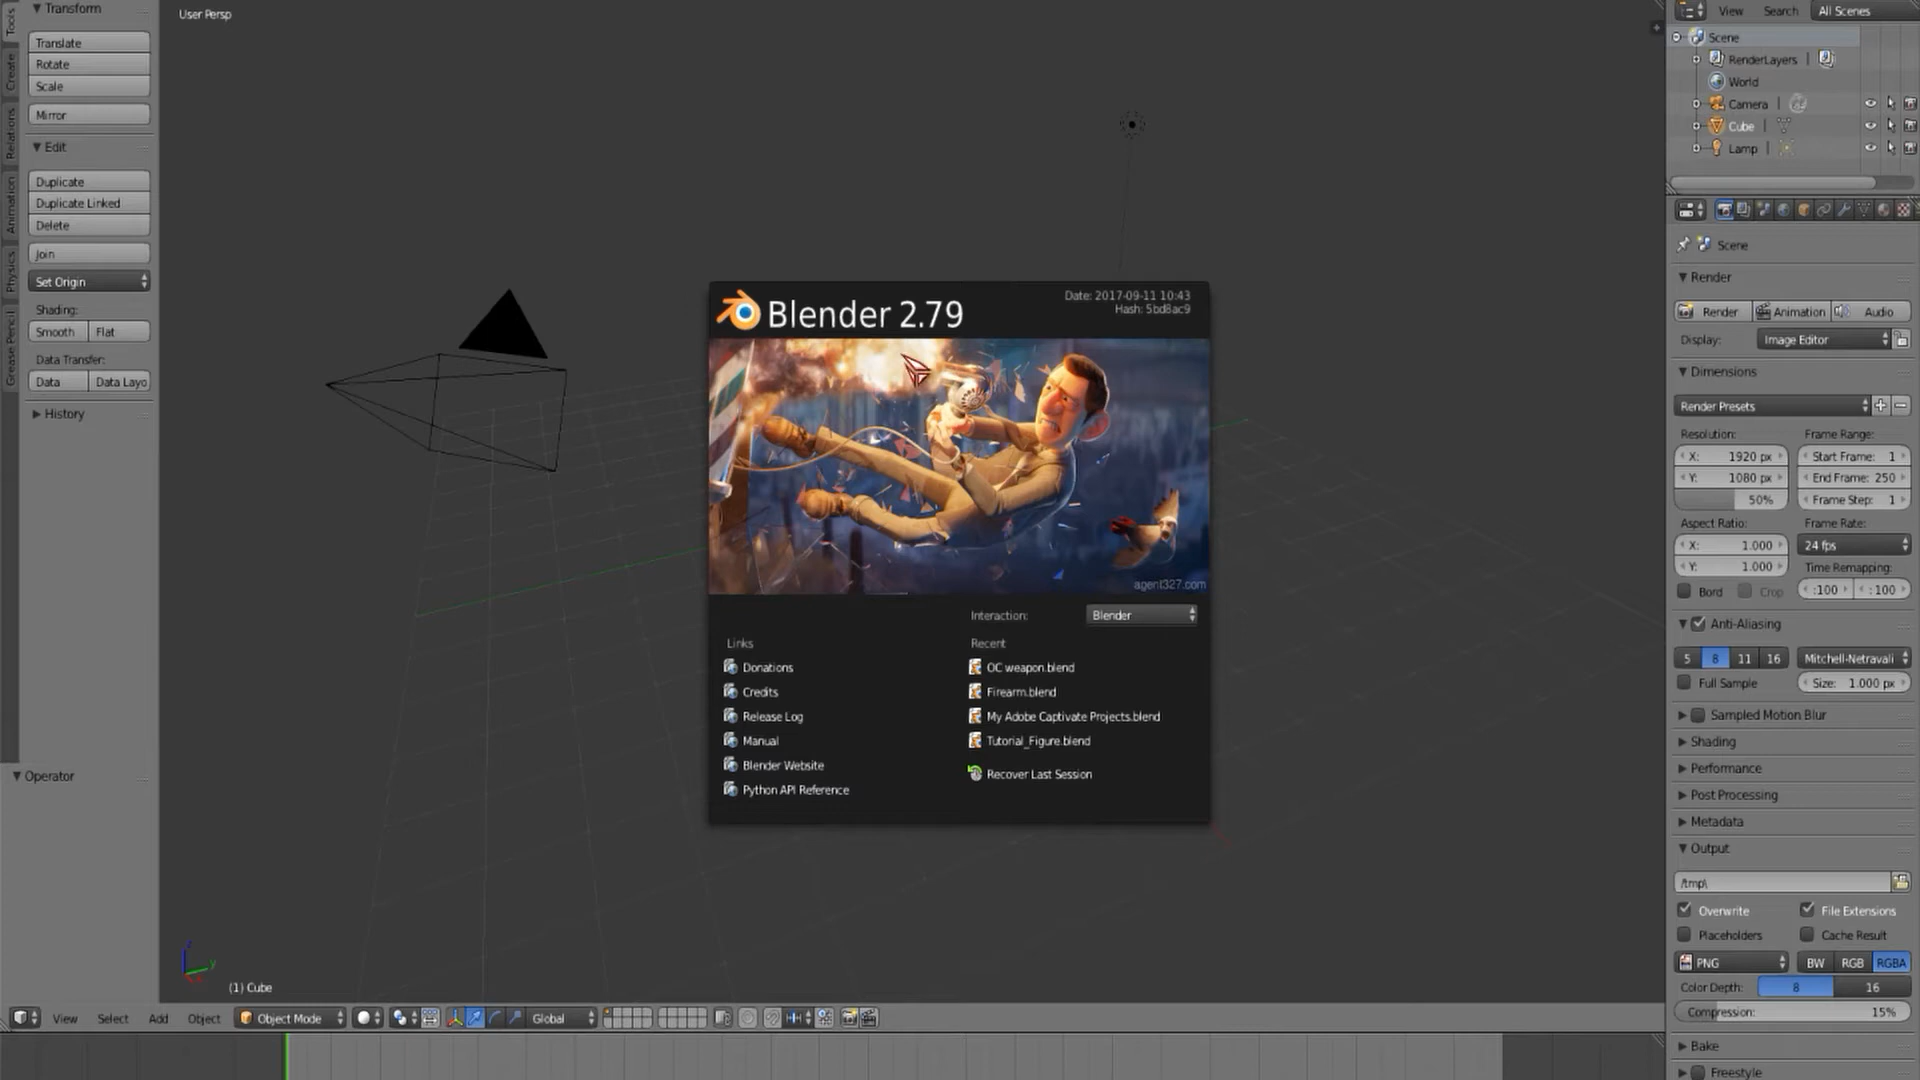 Tools
Create
Relations
Animation
Physics
Grease Pencil
Transform
Translate
Rotate
Scale
Mirror
Edit
Duplicate
Duplicate Linked
Delete
Join
Set Origin
Shading:
Smooth Flat
Data Transfer:
Data Data Layo
History
Operator
User Persp
(1) Cube
Blender 2.79
Date: 2017-09-11 10:43
Hash: 5bd8ac9
agent327.com
Interaction: Blender
Links
Donations
Credits
Release Log
Manual
Blender Website
Python API Reference
Recent
OC weapon.blend
Firearm.blend
My Adobe Captivate Projects.blend
Tutorial_Figure.blend
Recover Last Session
View Select Add Object Object Mode Global
View Search All Scenes
Scene
RenderLayers
World
Camera
Cube
Lamp
Scene
Render
Render Animation Audio
Display: Image Editor
Dimensions
Render Presets
Resolution: Frame Range:
X: 1920 px Start Frame: 1
Y: 1080 px End Frame: 250
50% Frame Step: 1
Aspect Ratio: Frame Rate:
X: 1.000 24 fps
Y: 1.000 Time Remapping:
Bord Crop :100 :100
Anti-Aliasing
5 8 11 16 Mitchell-Netravali
Full Sample Size: 1.000 px
Sampled Motion Blur
Shading
Performance
Post Processing
Metadata
Output
/tmp\
Overwrite File Extensions
Placeholders Cache Result
PNG BW RGB RGBA
Color Depth: 8 16
Compression: 15%
Bake
Freestyle